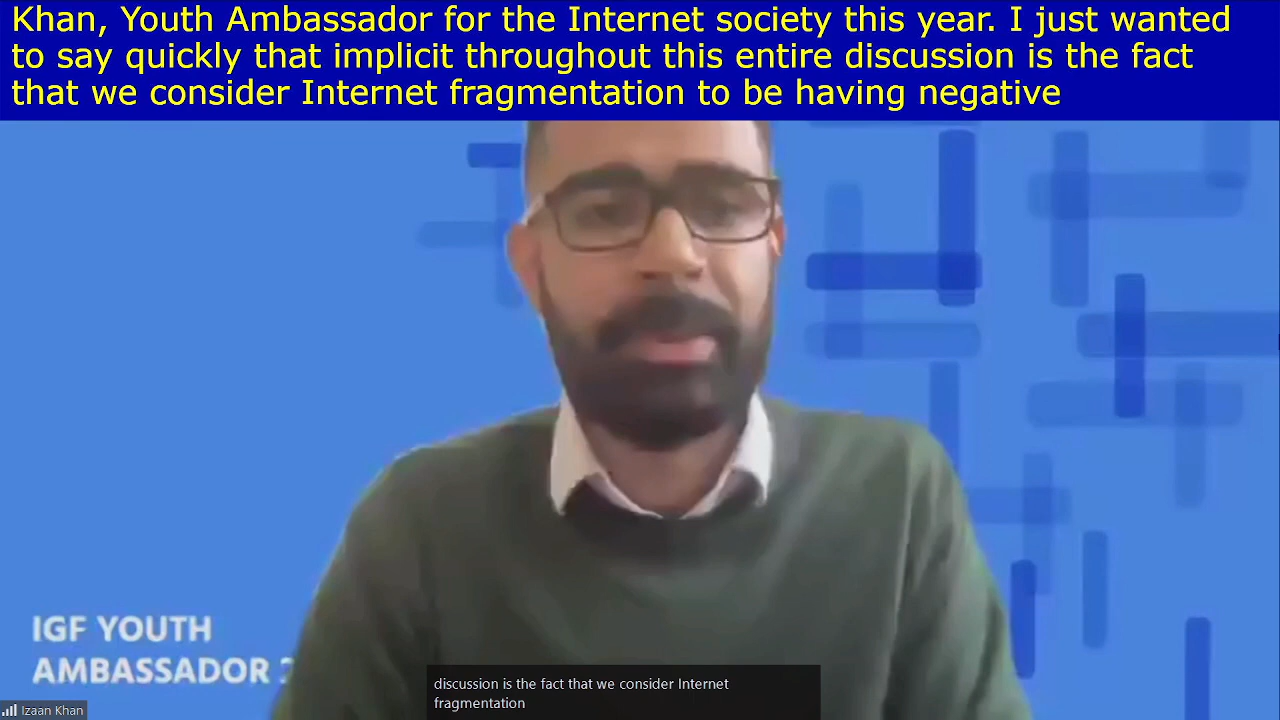 Khan, Youth Ambassador for the Internet society this year. I just wanted
to say quickly that implicit throughout this entire discussion is the fact
that we consider Internet fragmentation to be having negative
IGF YOUTH
AMBASSADOR
discussion is the fact that we consider Internet
fragmentation
Izaan Khan